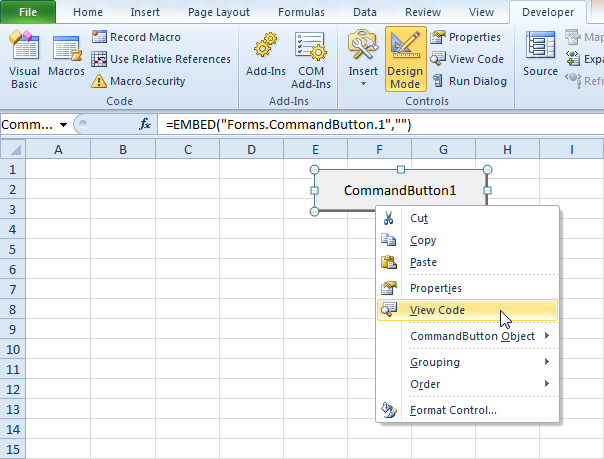 File Home Insert Page Layout Formulas Data Review View Developer
Visual Basic
Macros
Record Macro
Use Relative References
Macro Security
Code
Add-Ins
COM Add-Ins
Add-Ins
Insert
Design Mode
Properties
View Code
Run Dialog
Controls
Source
Map
Expa
Refre
Comm... fx =EMBED("Forms.CommandButton.1","")
A B C D E F G H I
1
2
3
4
5
6
7
8
9
10
11
12
13
14
15
CommandButton1
Cut
Copy
Paste
Properties
View Code
CommandButton Object
Grouping
Order
Format Control...